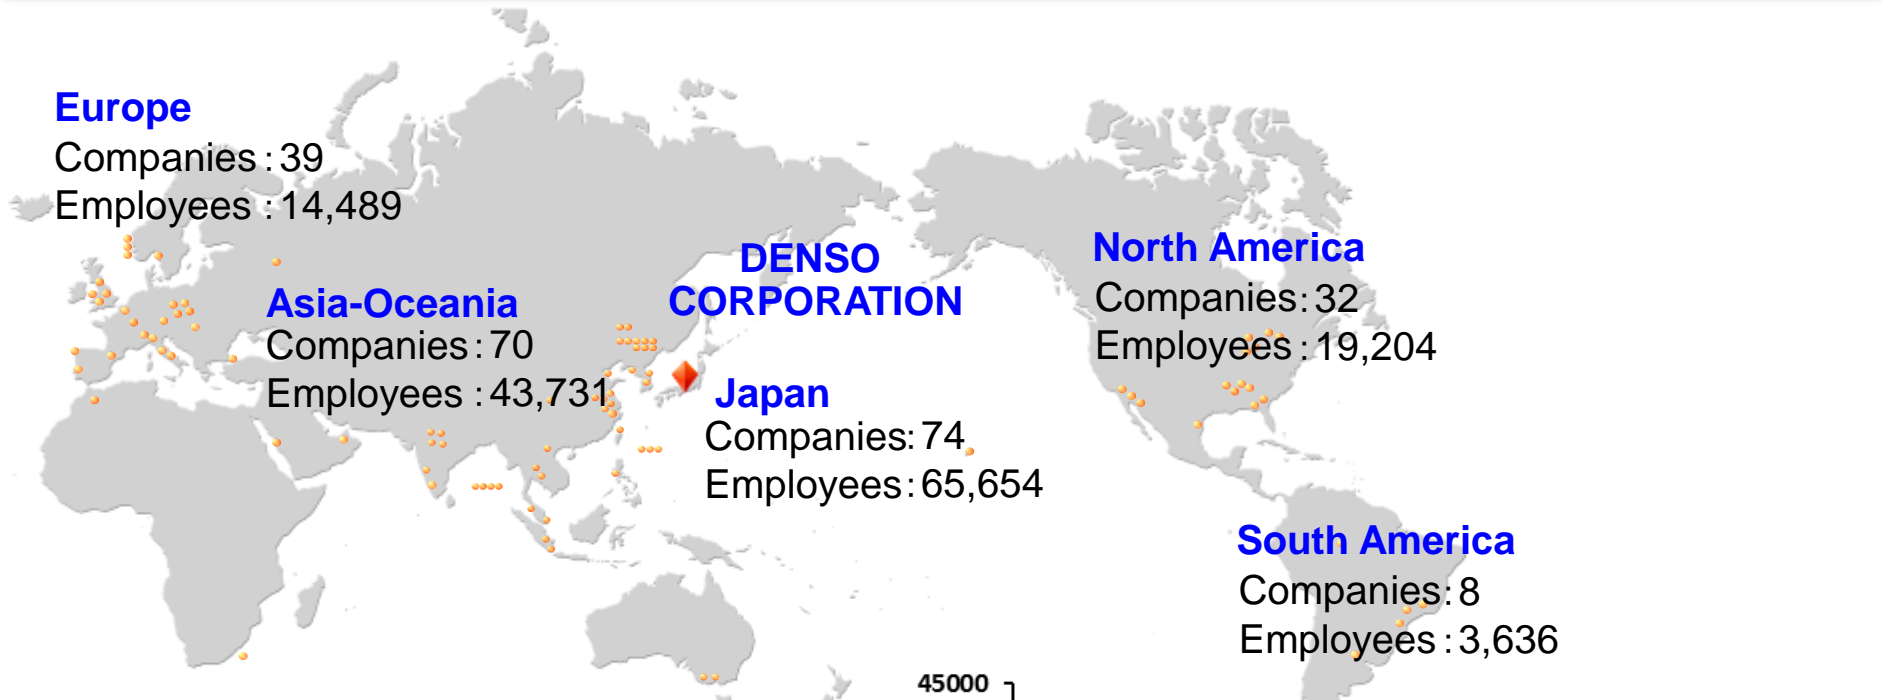 Europe
Companies : 39
Employees : 14,489
Asia-Oceania
Companies : 70
Employees : 43,731
DENSO
CORPORATION
Japan
Companies: 74
Employees: 65,654
North America
Companies: 32
Employees : 19,204
South America
Companies: 8
Employees : 3,636
45000